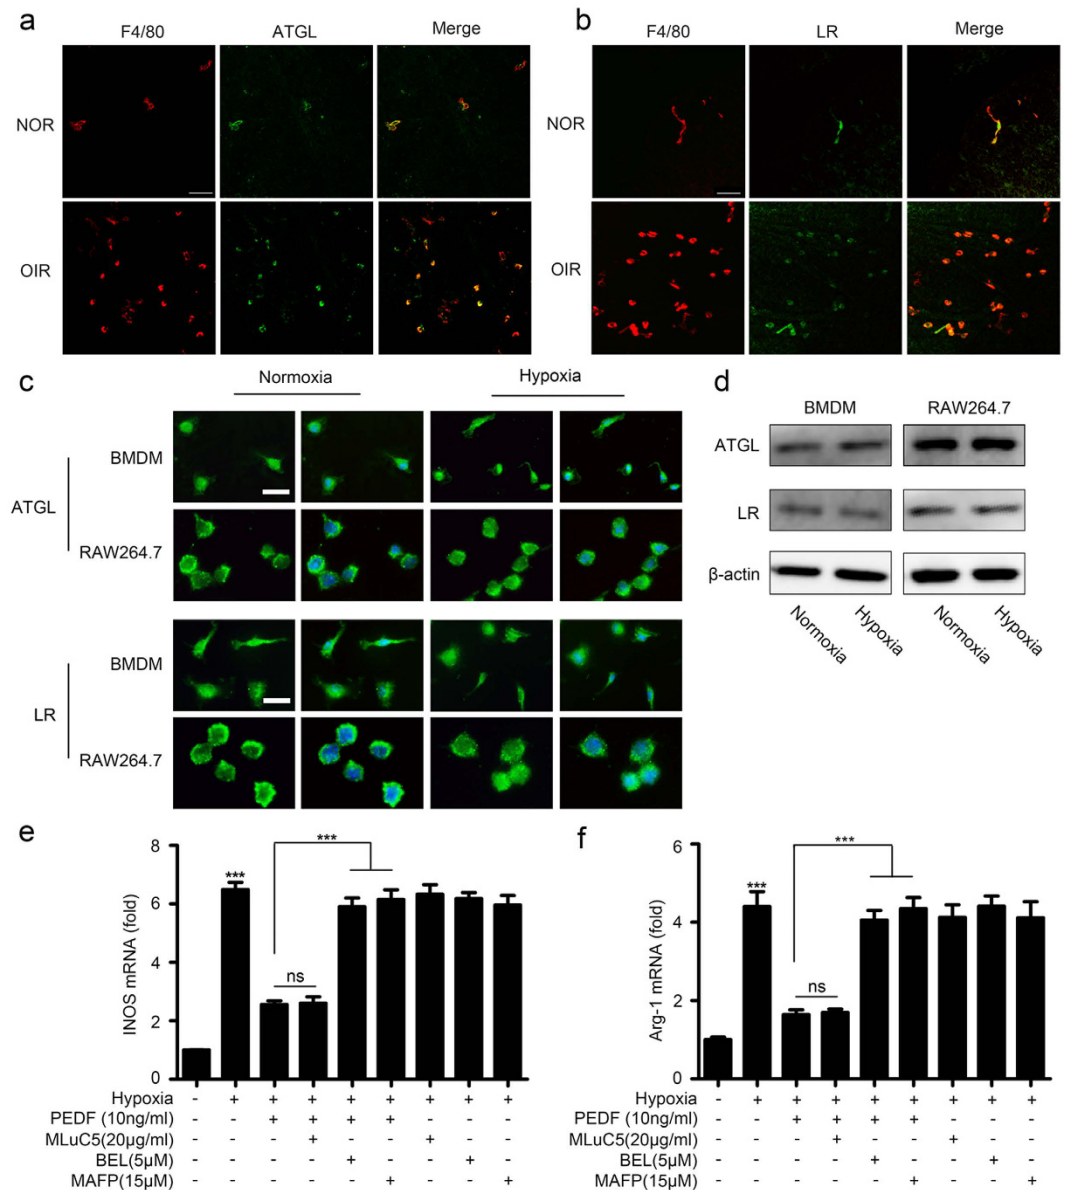 a
F4/80 ATGL Merge
NOR
OIR
b
F4/80 LR Merge
NOR
OIR
c
Normoxia Hypoxia
ATGL
BMDM
RAW264.7
LR
BMDM
RAW264.7
d
BMDM RAW264.7
ATGL
LR
β-actin
Normoxia Hypoxia Normoxia Hypoxia
e
INOS mRNA (fold)
8
6
4
2
0
***
***
ns
Hypoxia - + + + + + + + +
PEDF (10ng/ml) - - + + + + - - -
MLuC5(20μg/ml) - - - + - - + - -
BEL(5μM) - - - - + - - + -
MAFP(15μM) - - - - - + - - +
f
Arg-1 mRNA (fold)
6
4
2
0
***
***
ns
Hypoxia - + + + + + + + +
PEDF (10ng/ml) - - + + + + - - -
MLuC5(20μg/ml) - - - + - - + - -
BEL(5μM) - - - - + - - + -
MAFP(15μM) - - - - - + - - +